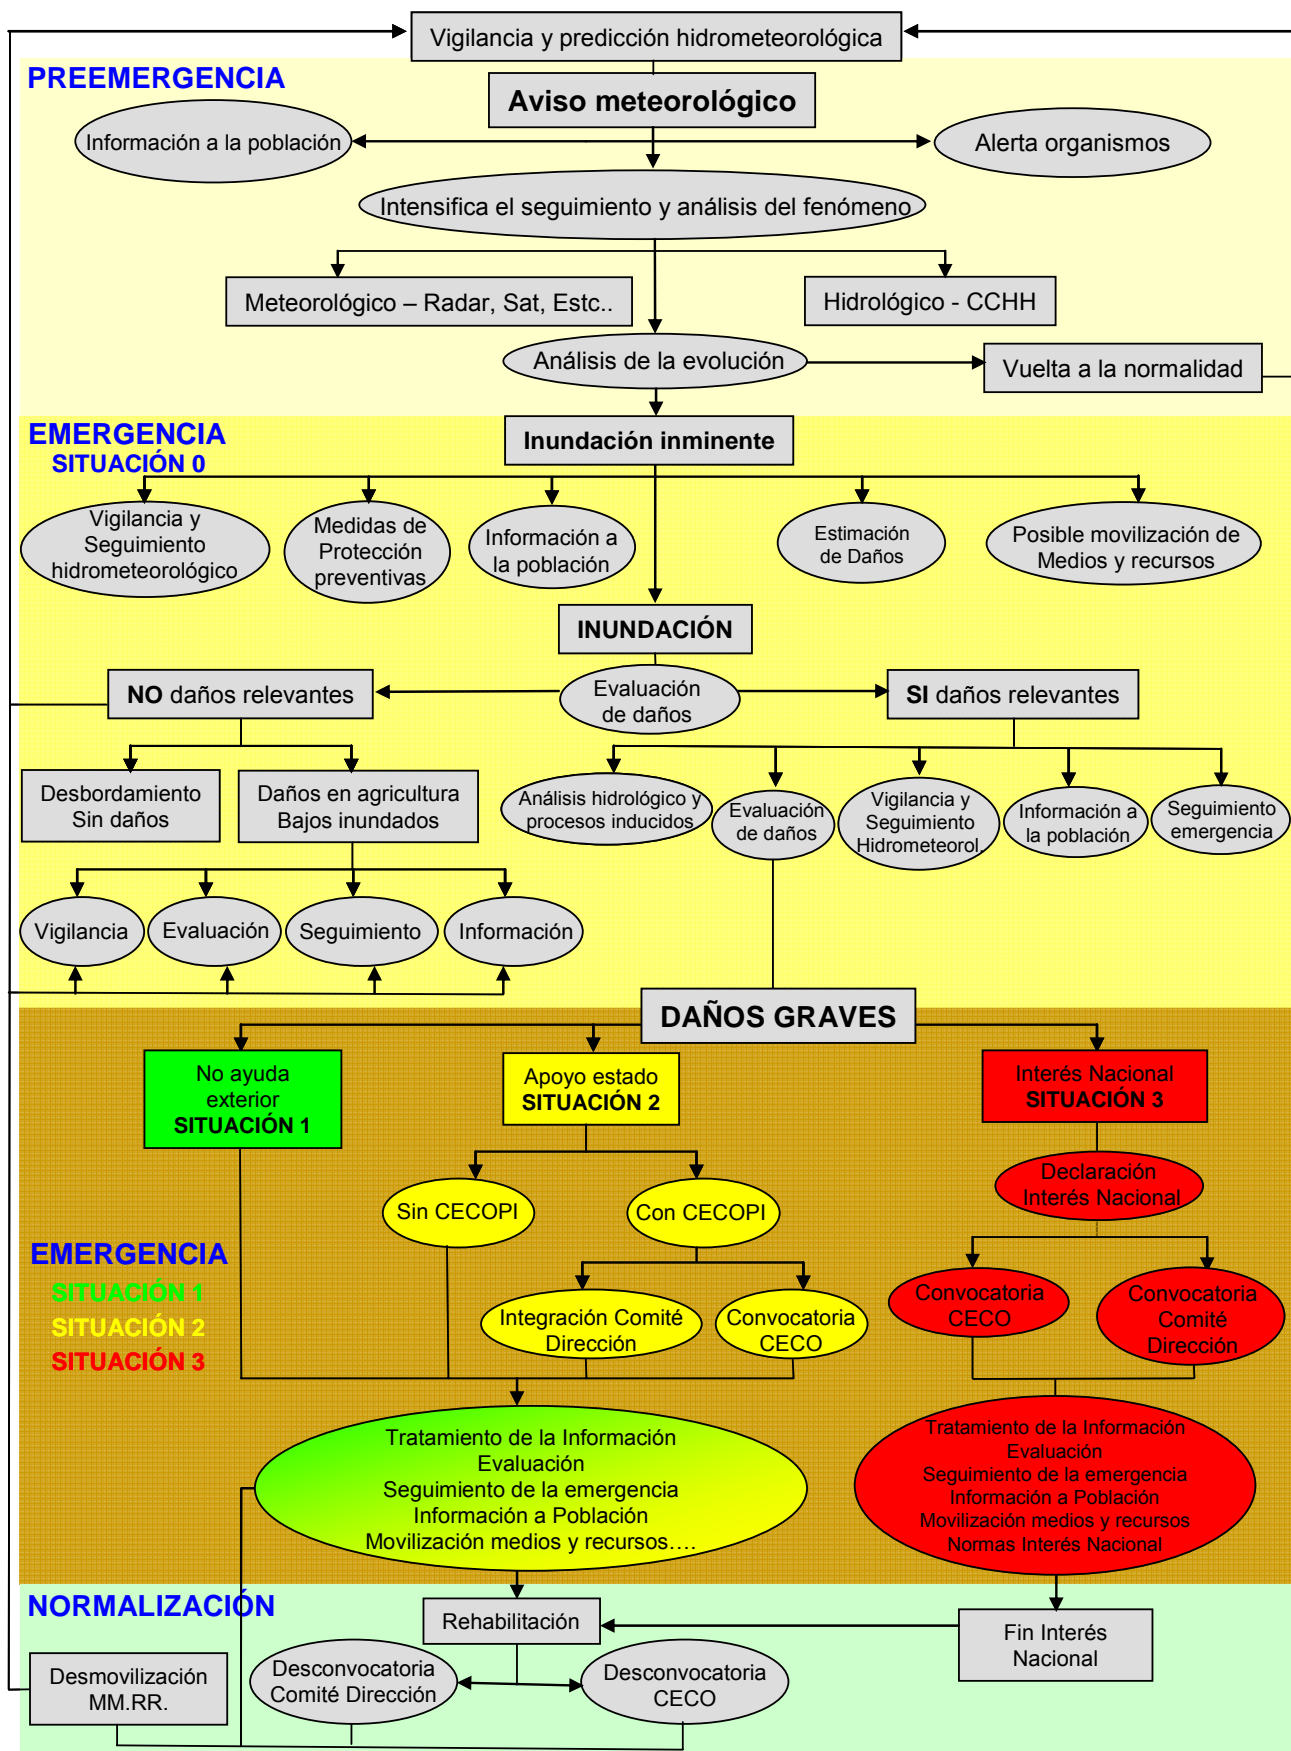 Vigilancia y predicción hidrometeorológica
PREEMERGENCIA
Aviso meteorológico
Información a la población
Alerta organismos
Intensifica el seguimiento y análisis del fenómeno
Meteorológico – Radar, Sat, Estc..
Hidrológico - CCHH
Análisis de la evolución
Vuelta a la normalidad
EMERGENCIA
SITUACIÓN 0
Inundación inminente
Vigilancia y
Seguimiento
hidrometeorológico
Medidas de
Protección
preventivas
Información a
la población
Estimación
de Daños
Posible movilización de
Medios y recursos
INUNDACIÓN
NO daños relevantes
Evaluación
de daños
SI daños relevantes
Desbordamiento
Sin daños
Daños en agricultura
Bajos inundados
Análisis hidrológico y
procesos inducidos
Evaluación
de daños
Vigilancia y
Seguimiento
Hidrometeorol.
Información a
la población
Seguimiento
emergencia
Vigilancia
Evaluación
Seguimiento
Información
DAÑOS GRAVES
No ayuda
exterior
SITUACIÓN 1
Apoyo estado
SITUACIÓN 2
Interés Nacional
SITUACIÓN 3
Sin CECOPI
Con CECOPI
Declaración
Interés Nacional
EMERGENCIA
SITUACIÓN 1
SITUACIÓN 2
SITUACIÓN 3
Integración Comité
Dirección
Convocatoria
CECO
Convocatoria
CECO
Convocatoria
Comité
Dirección
Tratamiento de la Información
Evaluación
Seguimiento de la emergencia
Información a Población
Movilización medios y recursos….
Tratamiento de la Información
Evaluación
Seguimiento de la emergencia
Información a Población
Movilización medios y recursos
Normas Interés Nacional
NORMALIZACIÓN
Rehabilitación
Fin Interés
Nacional
Desmovilización
MM.RR.
Desconvocatoria
Comité Dirección
Desconvocatoria
CECO